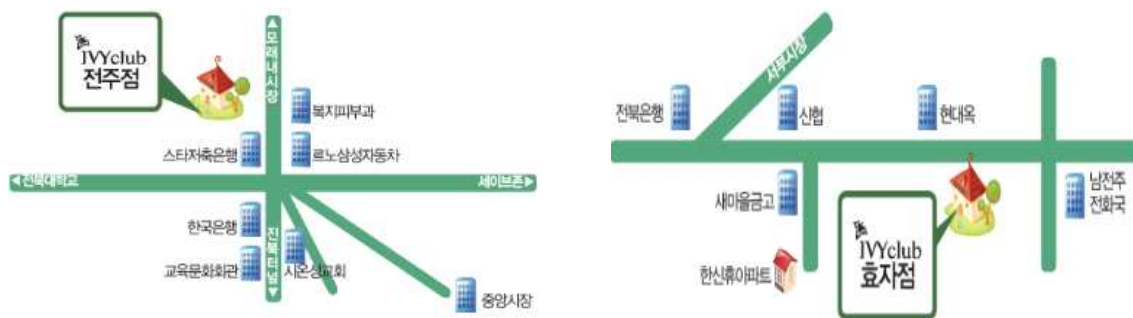 IVYclub
전주점
▲모래내시장
복지피부과
스타저축은행
르노삼성자동차
◀전북대학교
세이브존▶
한국은행
전북터널▼
교육문화회관
시온성교회
중앙시장
서부시장
전북은행
신협
현대옥
새마을금고
남전주
전화국
한신휴아파트
IVYclub
효자점